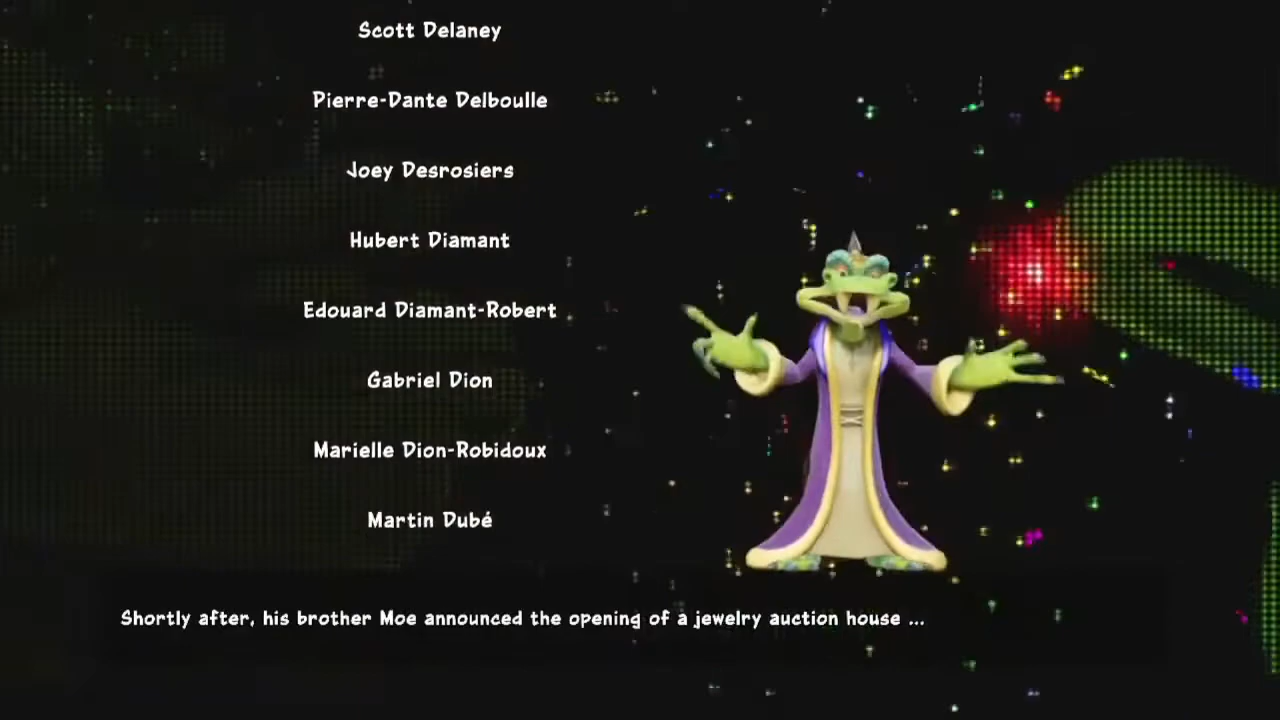 Scott Delaney
Pierre-Dante Delboulle
Joey Desrosiers
Hubert Diamant
Edouard Diamant-Robert
Gabriel Dion
Marielle Dion-Robidoux
Martin Dubé
Shortly after, his brother Moe announced the opening of a jewelry auction house ...